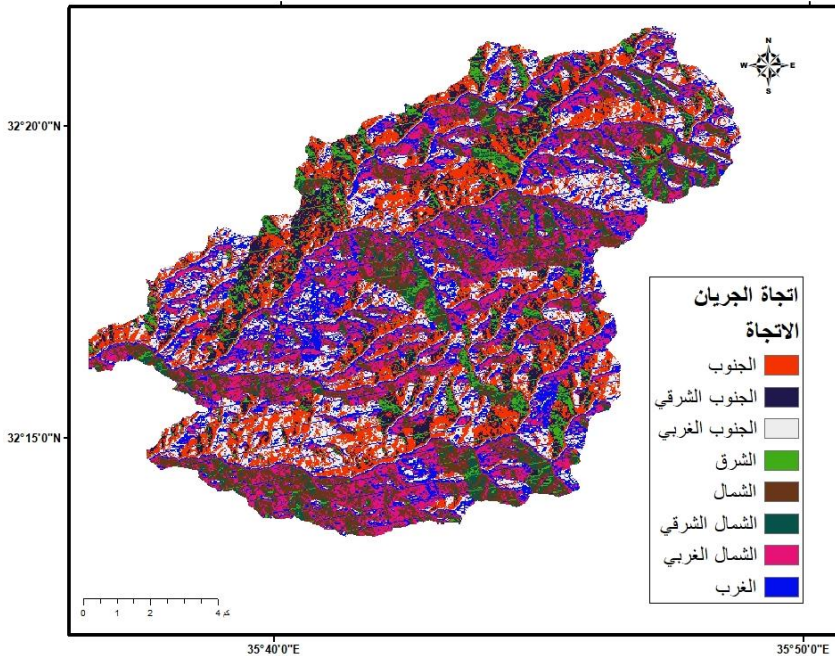 N
W E
S
32°20'0"N
32°15'0"N
اتجاة الجريان
الاتجاة
الجنوب
الجنوب الشرقي
الجنوب الغربي
الشرق
الشمال
الشمال الشرقي
الشمال الغربي
الغرب
0 1 2 4
35°40'0"E 35°50'0"E